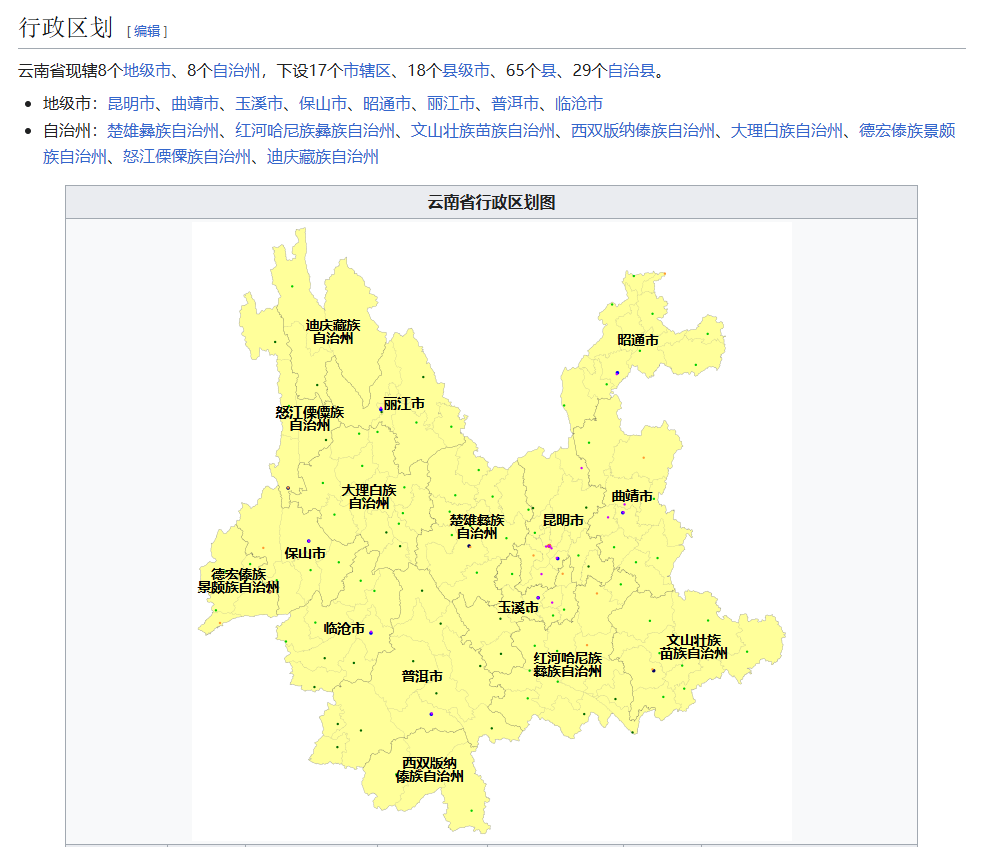 行政区划 [ 编辑 ]
云南省现辖8个地级市、8个自治州，下设17个市辖区、18个县级市、65个县、29个自治县。
地级市：昆明市、曲靖市、玉溪市、保山市、昭通市、丽江市、普洱市、临沧市
自治州：楚雄彝族自治州、红河哈尼族彝族自治州、文山壮族苗族自治州、西双版纳傣族自治州、大理白族自治州、德宏傣族景颇
族自治州、怒江傈僳族自治州、迪庆藏族自治州
云南省行政区划图
迪庆藏族
自治州
昭通市
丽江市
怒江傈僳族
自治州
大理白族
自治州
曲靖市
楚雄彝族
自治州
昆明市
保山市
德宏傣族
景颇族自治州
玉溪市
临沧市
文山壮族
苗族自治州
红河哈尼族
彝族自治州
普洱市
西双版纳
傣族自治州